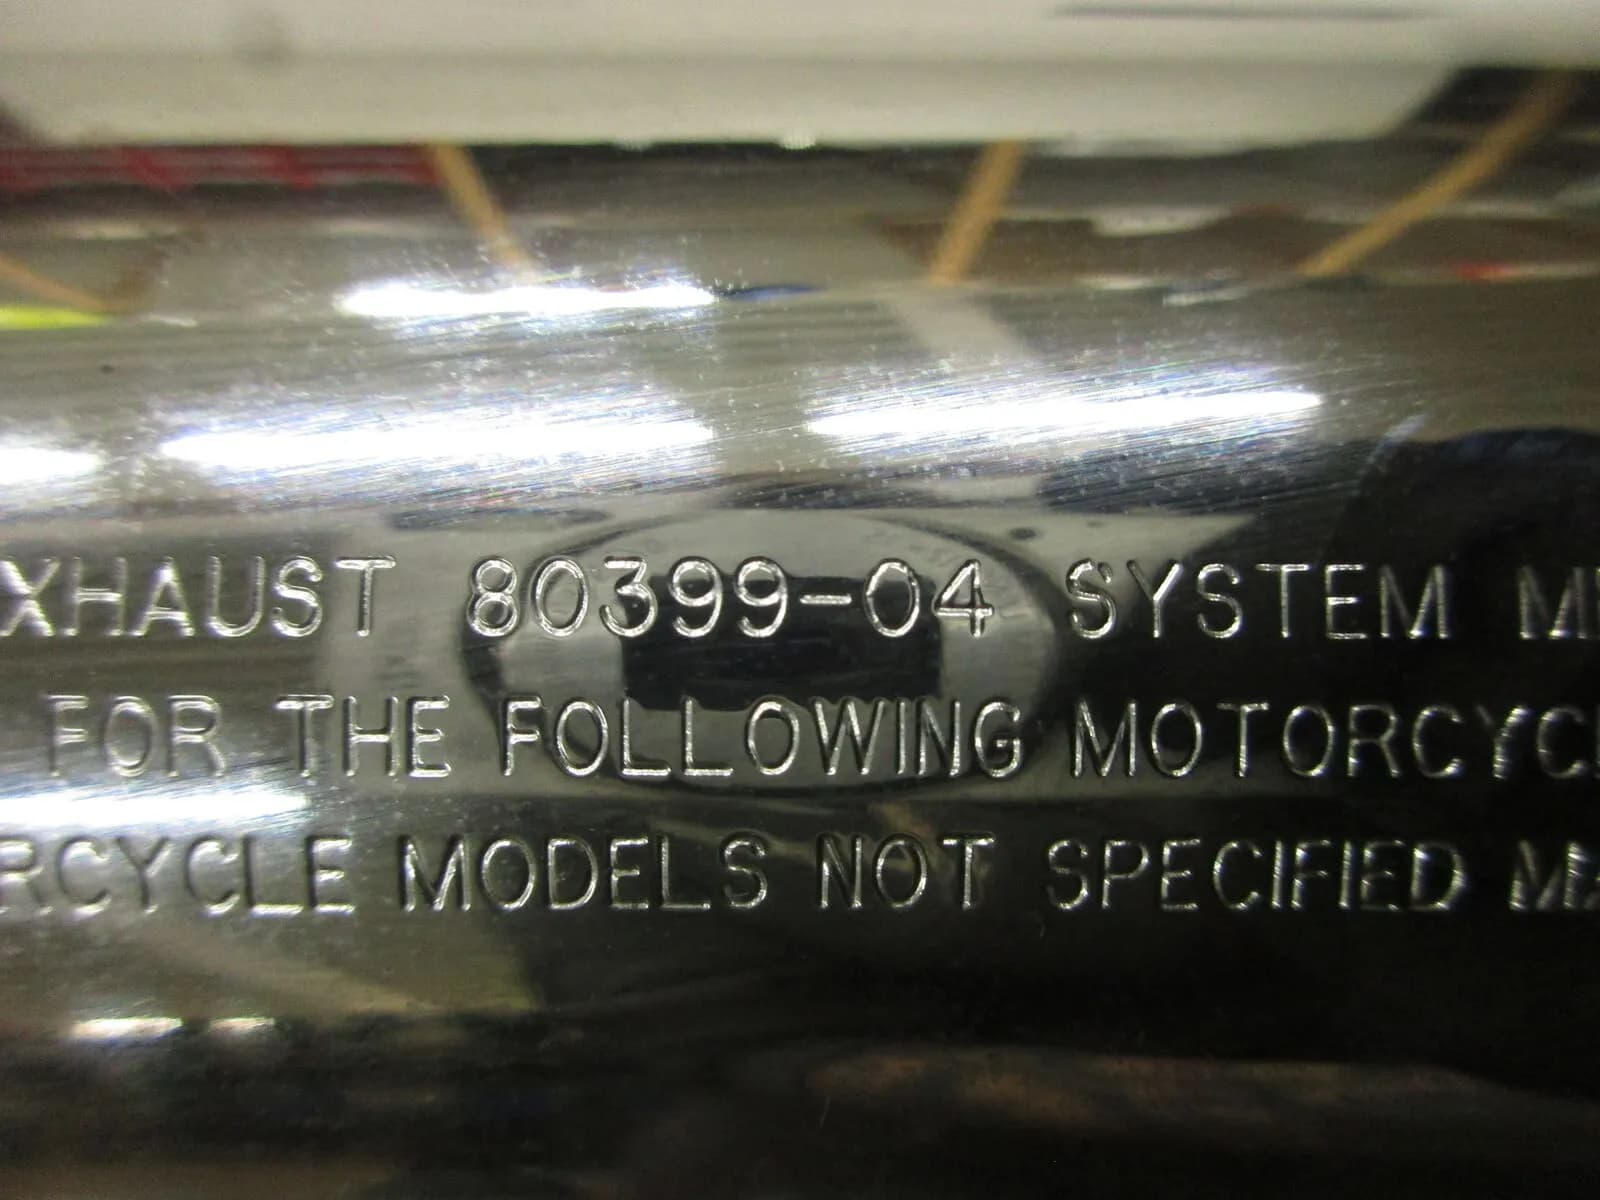 XHAUST 80399-04 SYSTEM
FOR THE FOLLOWING MOTORCYC
RCYCLE MODELS NOT SPECIFIED